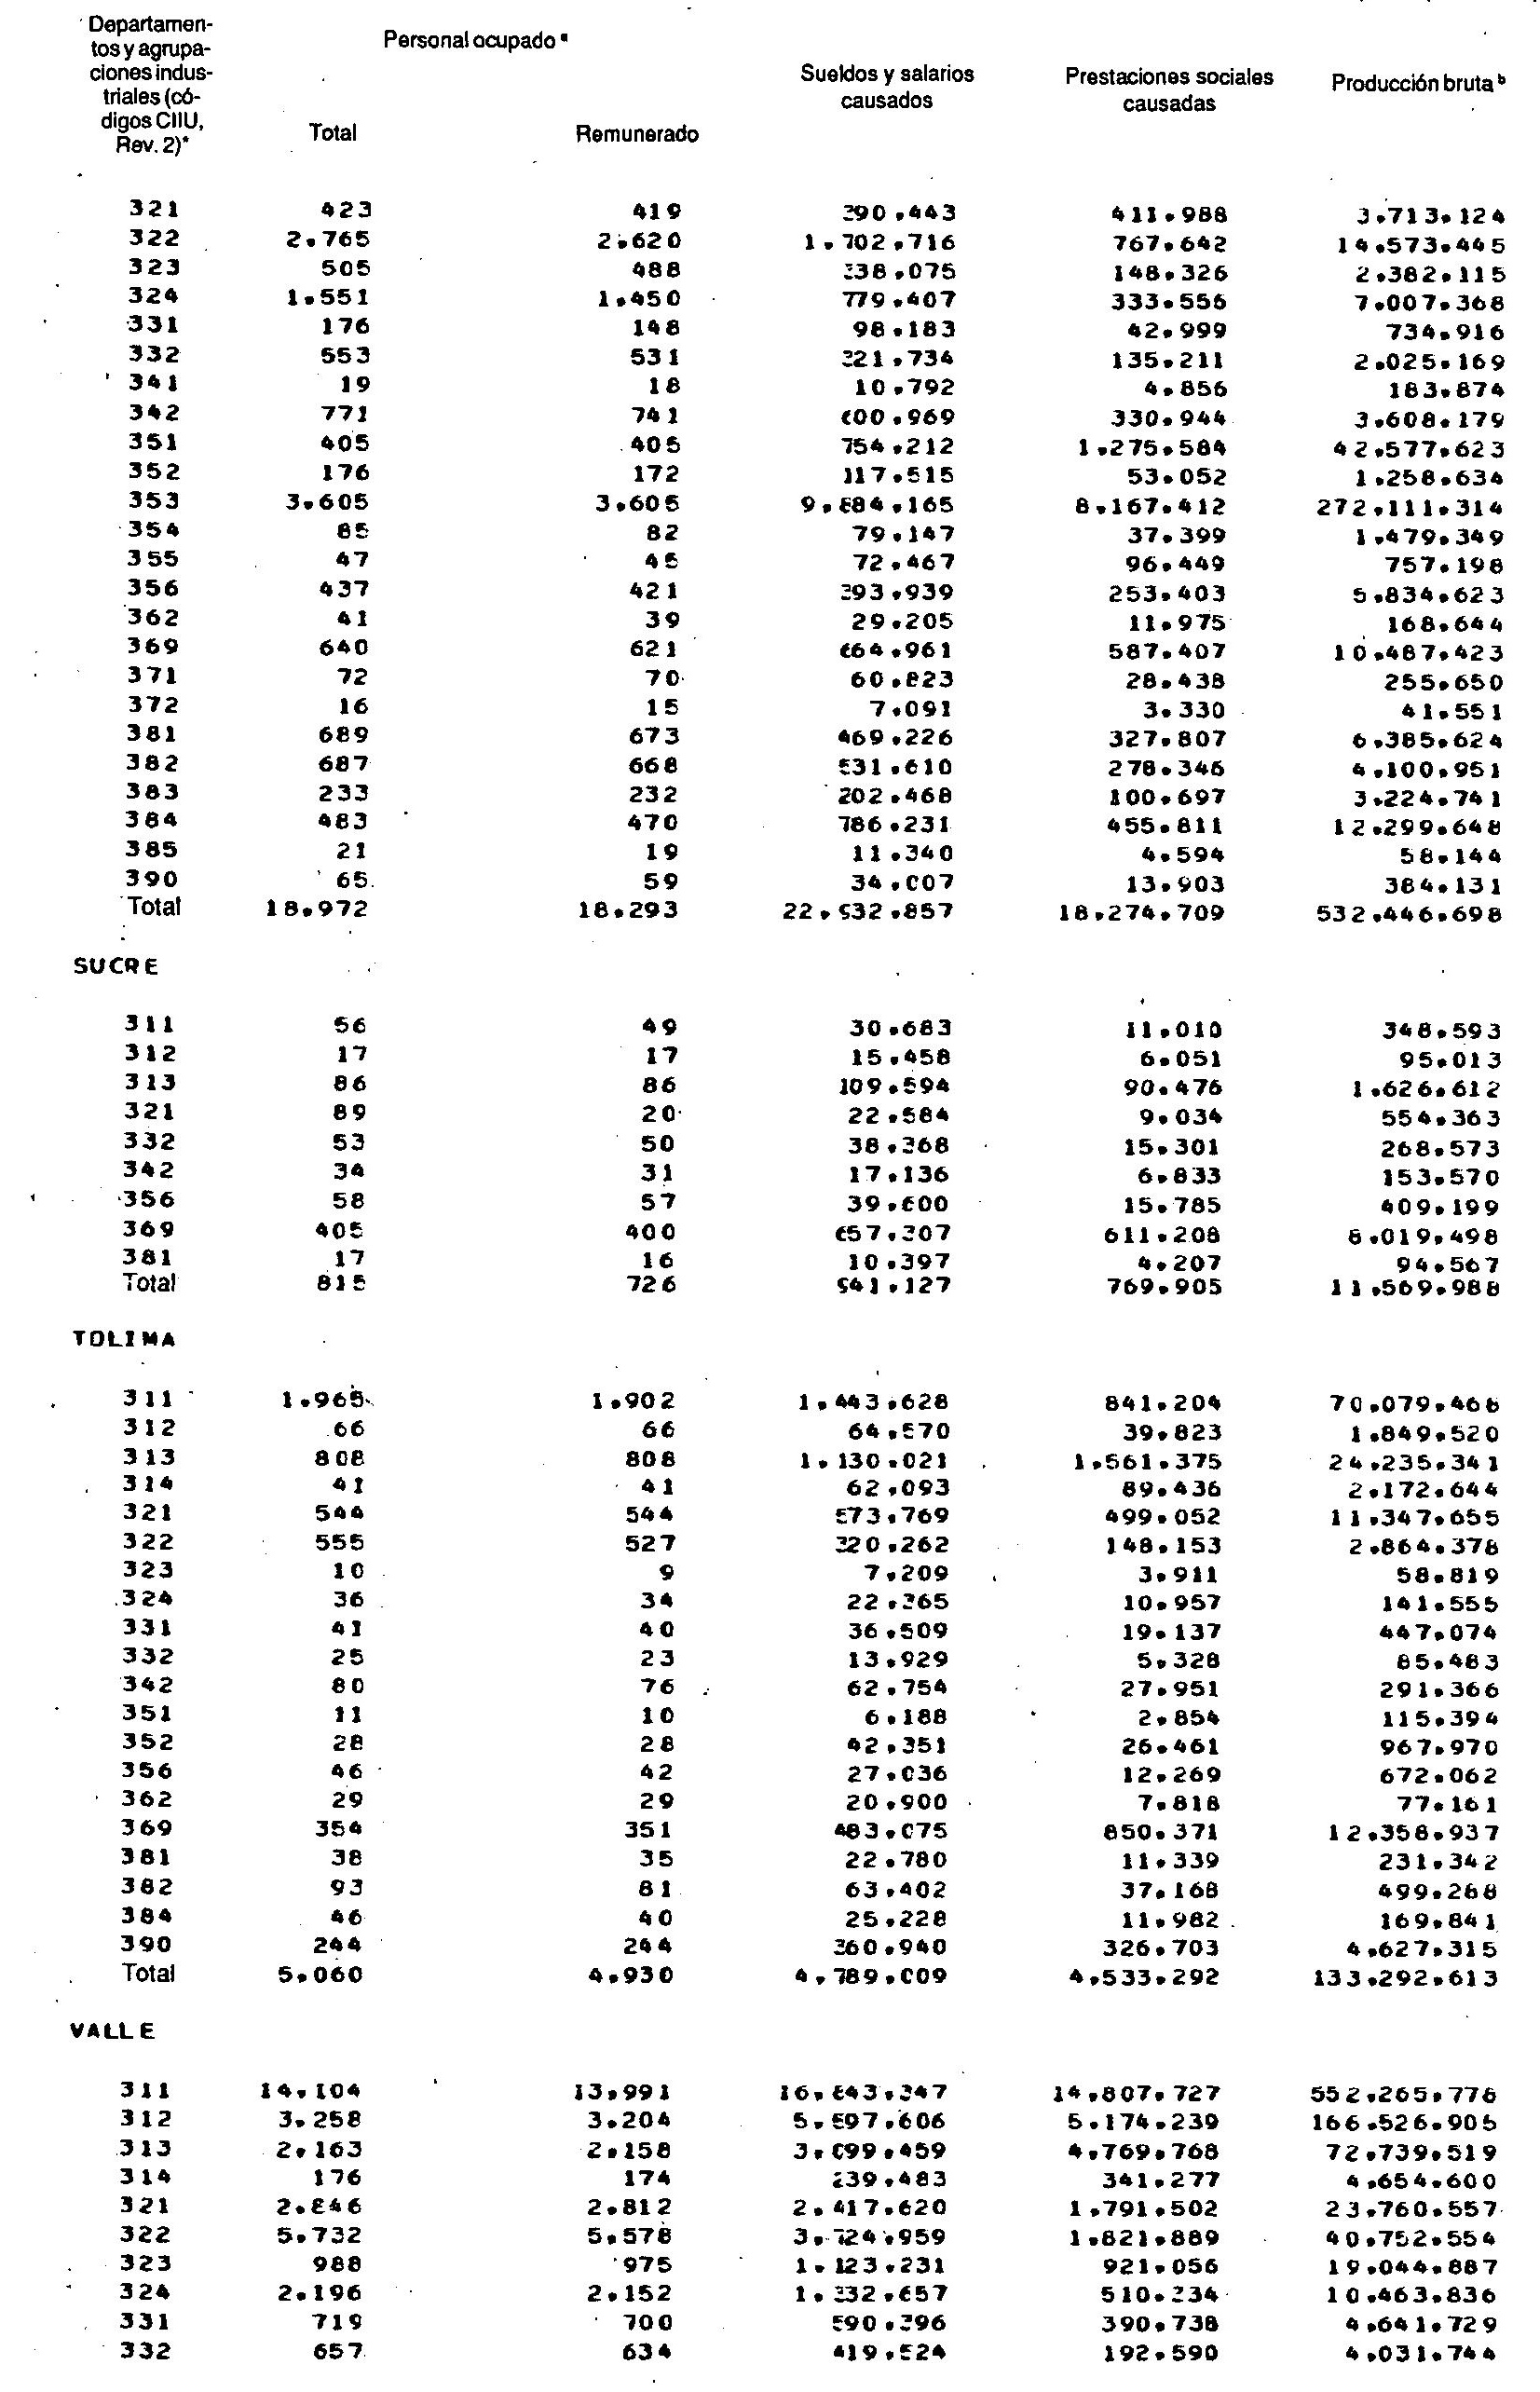 Departamen-
tos y agrupa-
ciones indus-
triales (có-
digos CIIU,
Rev. 2)*
Personal ocupado ª
Total
Remunerado
Sueldos y salarios
causados
Prestaciones sociales
causadas
Producción bruta ᵇ
321 423 419 390.443 411.988 3.713.124
322 2.765 2.620 1.702.716 767.642 14.573.445
323 505 488 338.075 148.326 2.382.115
324 1.551 1.450 779.407 333.556 7.007.368
331 176 148 98.183 42.999 734.916
332 553 531 321.734 135.211 2.025.169
341 19 18 10.792 4.856 183.874
342 771 741 600.969 330.944 3.608.179
351 405 405 754.212 1.275.584 42.577.623
352 176 172 117.515 53.052 1.258.634
353 3.605 3.605 9.884.165 8.167.412 272.111.314
354 85 82 79.147 37.399 1.479.349
355 47 45 72.467 96.449 757.198
356 437 421 393.939 253.403 5.834.623
362 41 39 29.205 11.975 168.644
369 640 621 664.961 587.407 10.487.423
371 72 70 60.823 28.438 255.650
372 16 15 7.091 3.330 41.551
381 689 673 469.226 327.807 6.385.624
382 687 668 531.610 278.346 4.100.951
383 233 232 202.468 100.697 3.224.741
384 483 470 786.231 455.811 12.299.648
385 21 19 11.340 4.594 58.144
390 65 59 34.007 13.903 384.131
Total 18.972 18.293 22.932.857 18.274.709 532.446.698
SUCRE
311 56 49 30.683 11.010 348.593
312 17 17 15.458 6.051 95.013
313 86 86 109.594 90.476 1.626.612
321 89 20 22.584 9.034 554.363
332 53 50 38.368 15.301 268.573
342 34 31 17.136 6.833 153.570
356 58 57 39.600 15.785 409.199
369 405 400 657.307 611.208 8.019.498
381 17 16 10.397 4.207 94.567
Total 815 726 941.127 769.905 11.569.988
TOLIMA
311 1.965 1.902 1.443.628 841.204 70.079.466
312 66 66 64.570 39.823 1.849.520
313 808 808 1.130.021 1.561.375 24.235.341
314 41 41 62.093 89.436 2.172.644
321 544 544 573.769 499.052 11.347.655
322 555 527 320.262 148.153 2.864.378
323 10 9 7.209 3.911 58.819
324 36 34 22.365 10.957 141.555
331 41 40 36.509 19.137 447.074
332 25 23 13.929 5.328 85.483
342 80 76 62.754 27.951 291.366
351 11 10 6.188 2.854 115.394
352 28 28 42.351 26.461 967.970
356 46 42 27.036 12.269 672.062
362 29 29 20.900 7.818 77.161
369 354 351 483.075 850.371 12.358.937
381 38 35 22.780 11.339 231.342
382 93 81 63.402 37.168 499.268
384 46 40 25.228 11.982 169.841
390 244 244 360.940 326.703 4.627.315
Total 5.060 4.930 4.789.009 4.533.292 133.292.613
VALLE
311 14.104 13.991 16.843.347 14.807.727 552.265.778
312 3.258 3.204 5.597.606 5.174.239 166.526.905
313 2.163 2.158 3.099.459 4.769.768 72.739.519
314 176 174 239.483 341.277 4.654.600
321 2.846 2.812 2.417.620 1.791.502 23.760.557
322 5.732 5.578 3.724.959 1.821.889 40.752.554
323 988 975 1.123.231 921.056 19.044.887
324 2.196 2.152 1.332.657 510.334 10.463.836
331 719 700 590.396 390.738 4.641.729
332 657 634 419.524 192.590 4.031.744